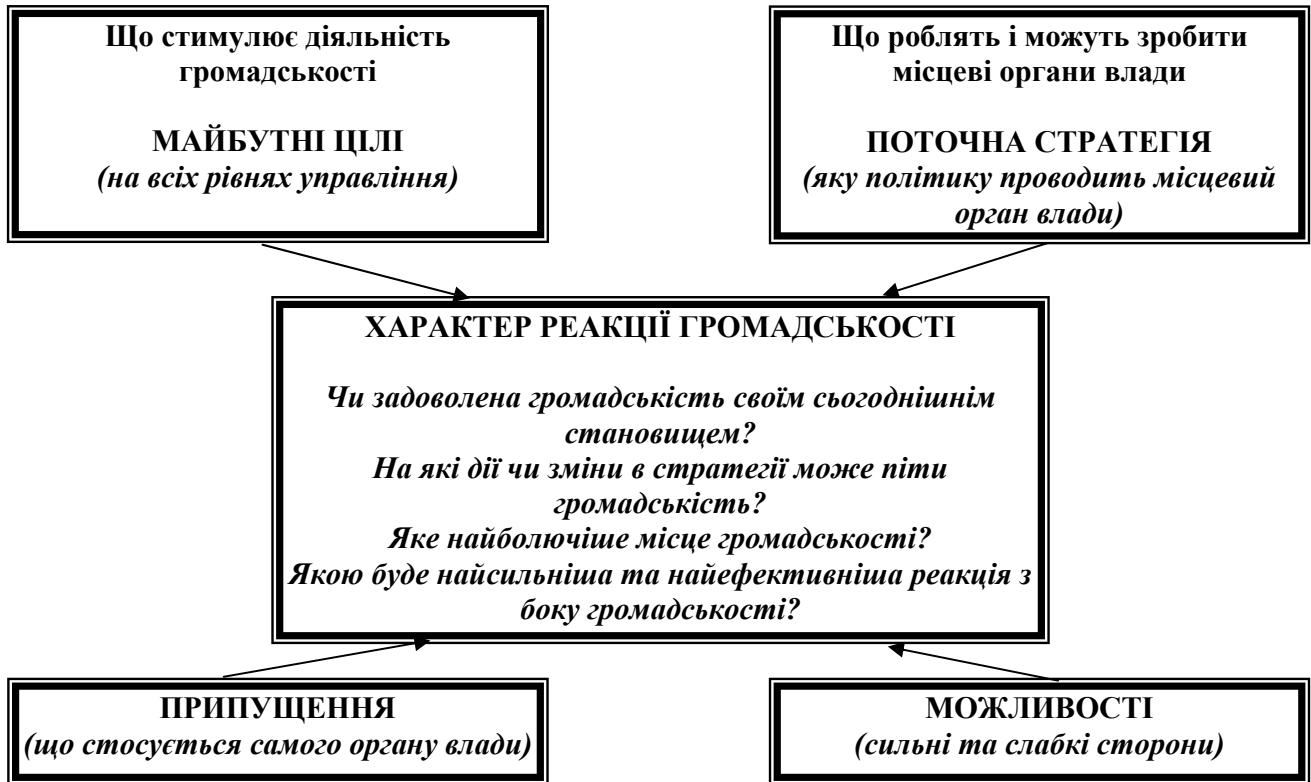 Що стимулює діяльність
громадськості
МАЙБУТНІ ЦІЛІ
(на всіх рівнях управління)
Що роблять і можуть зробити
місцеві органи влади
ПОТОЧНА СТРАТЕГІЯ
(яку політику проводить місцевий
орган влади)
ХАРАКТЕР РЕАКЦІЇ ГРОМАДСЬКОСТІ
Чи задоволена громадськість своїм сьогоднішнім
становищем?
На які дії чи зміни в стратегії може піти
громадськість?
Яке найболючіше місце громадськості?
Якою буде найсильніша та найефективніша реакція з
боку громадськості?
ПРИПУЩЕННЯ
(що стосується самого органу влади)
МОЖЛИВОСТІ
(сильні та слабкі сторони)